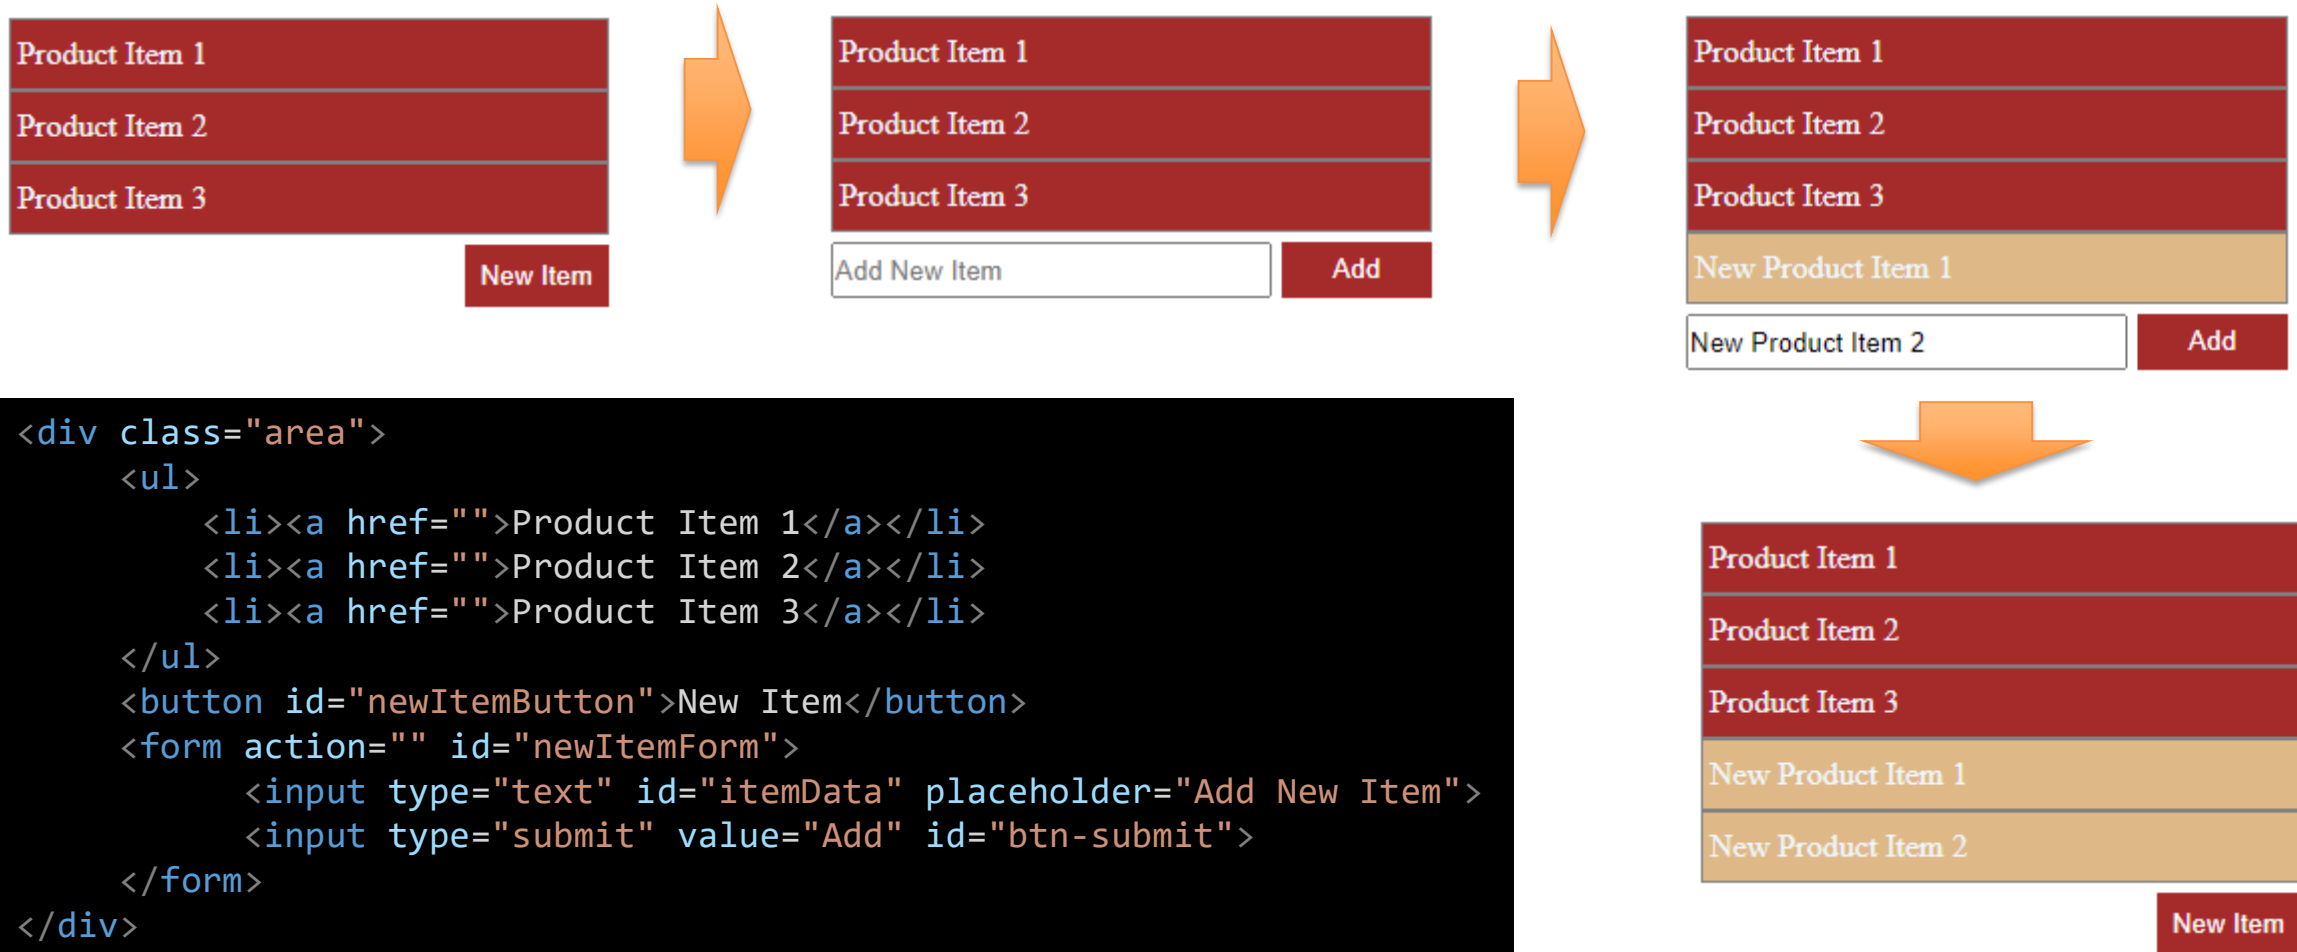 Product Item 1
Product Item 2
Product Item 3
New Item
Product Item 1
Product Item 2
Product Item 3
Add New Item
Add
Product Item 1
Product Item 2
Product Item 3
New Product Item 1
New Product Item 2
Add
<div class="area">
<ul>
<li><a href="">Product Item 1</a></li>
<li><a href="">Product Item 2</a></li>
<li><a href="">Product Item 3</a></li>
</ul>
<button id="newItemButton">New Item</button>
<form action="" id="newItemForm">
<input type="text" id="itemData" placeholder="Add New Item">
<input type="submit" value="Add" id="btn-submit">
</form>
</div>
Product Item 1
Product Item 2
Product Item 3
New Product Item 1
New Product Item 2
New Item